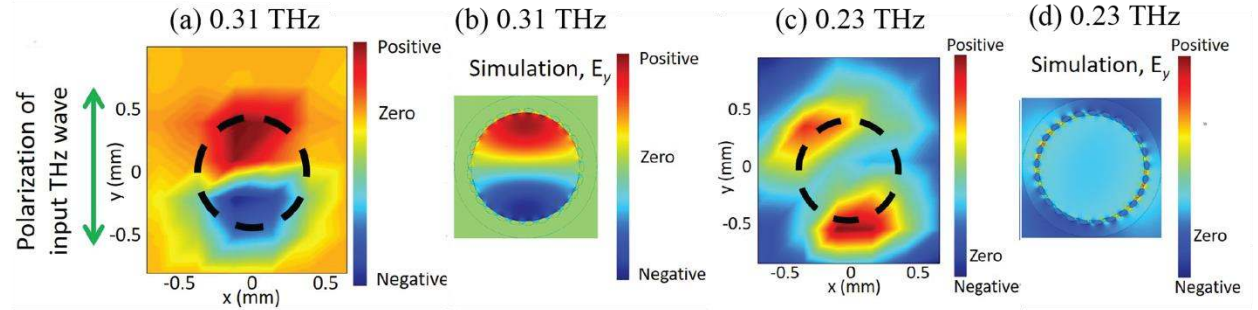 (a) 0.31 THz
(b) 0.31 THz
(c) 0.23 THz
(d) 0.23 THz
Polarization of
input THz wave
y (mm)
0.5
0
-0.5
-0.5
0
0.5
x (mm)
Positive
Zero
Negative
Simulation, Ey
Positive
Zero
Negative
y (mm)
0.5
0
-0.5
-0.5
0
0.5
x (mm)
Positive
Zero
Negative
Simulation, Ey
Positive
Zero
Negative